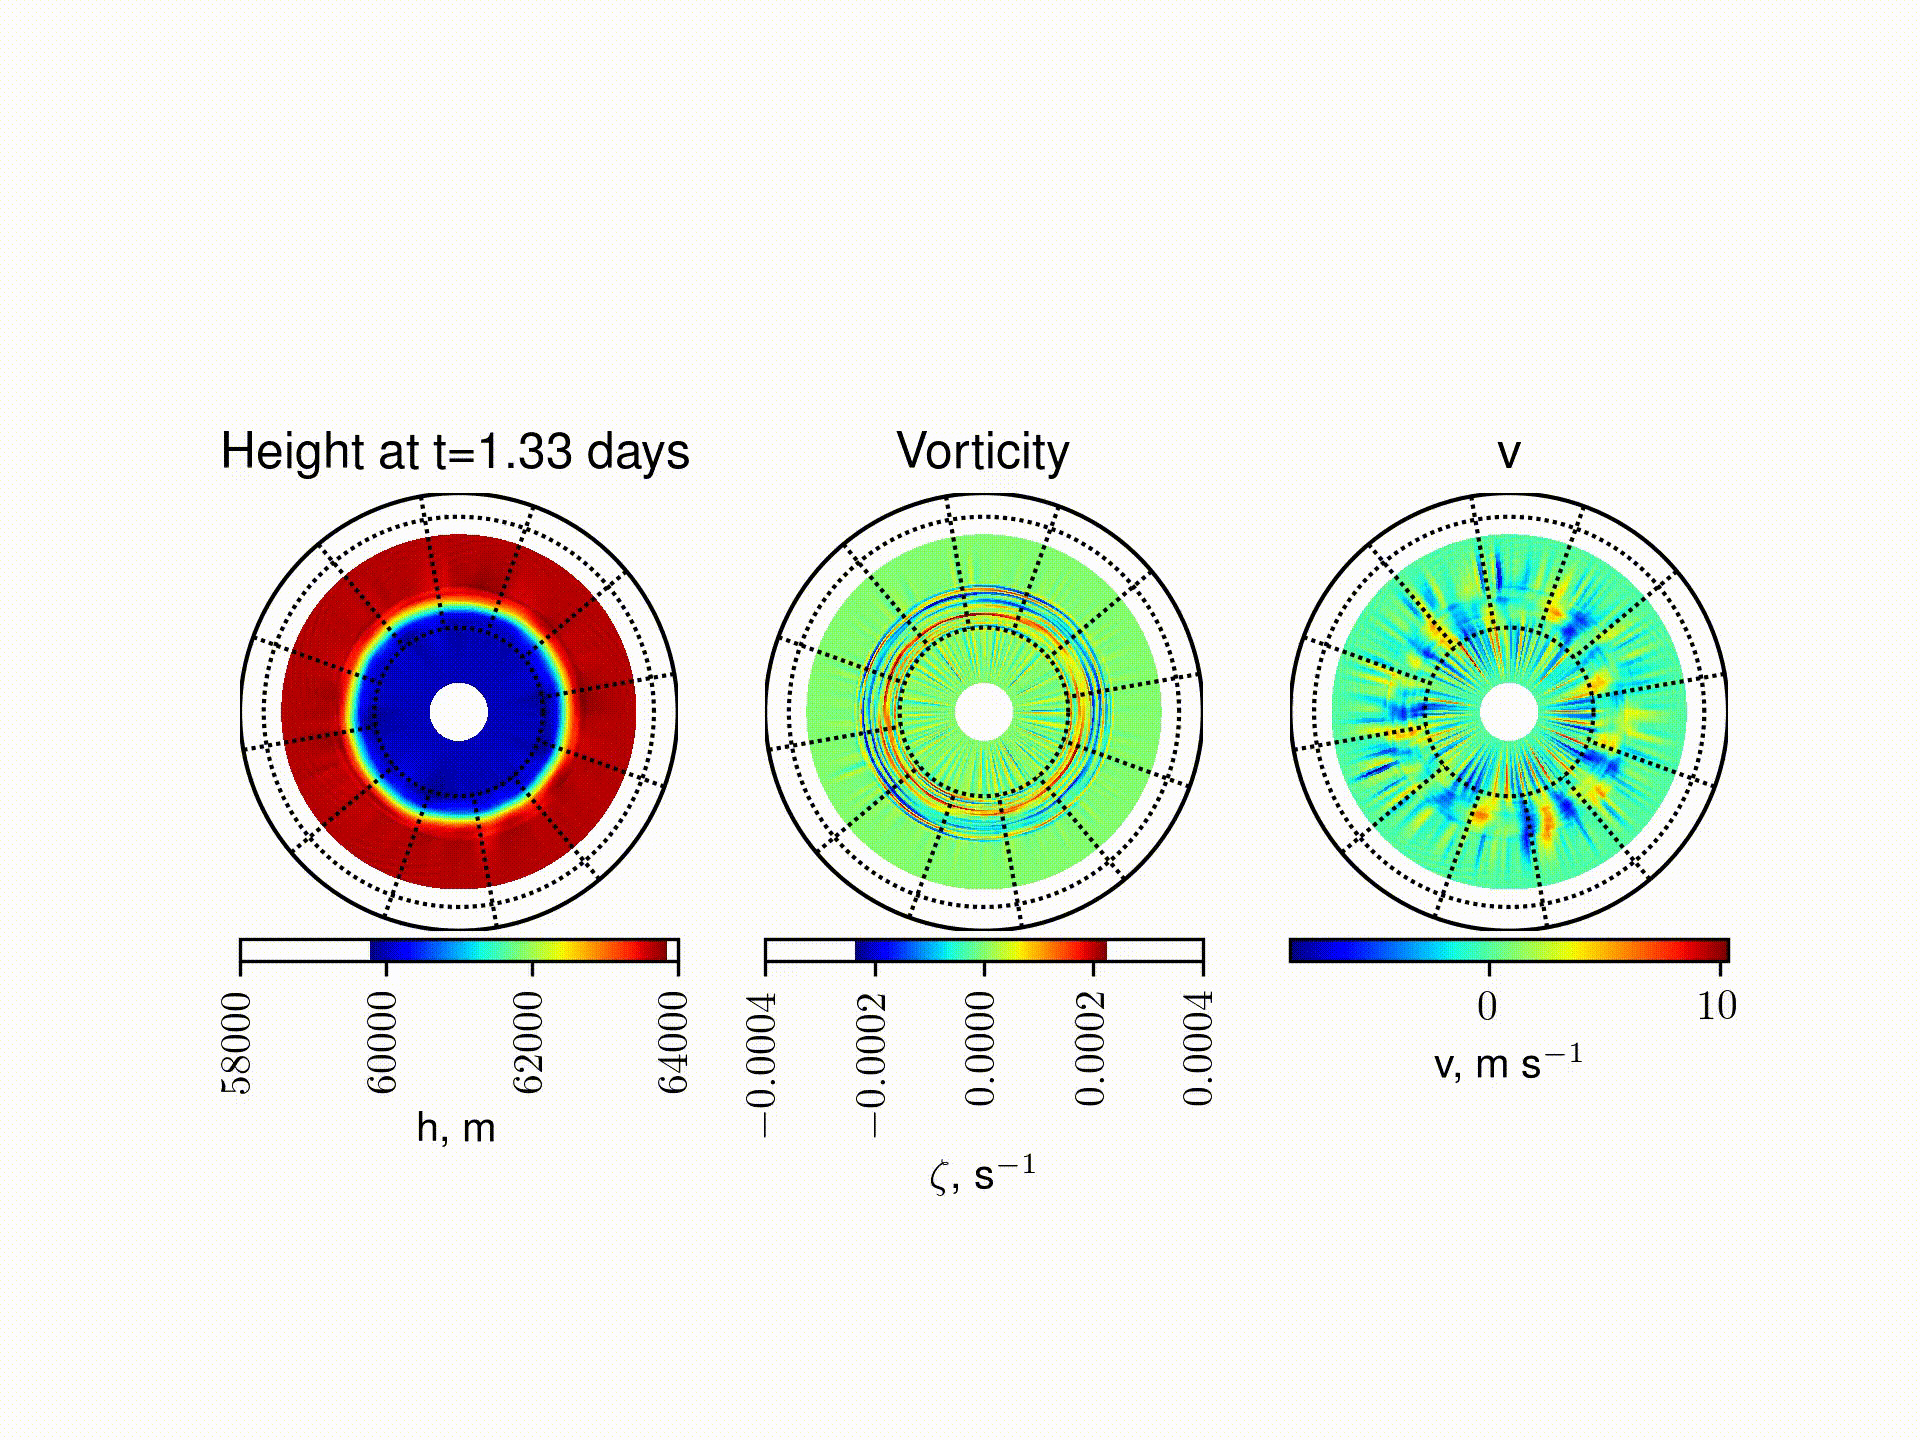 Height at t=1.33 days
Vorticity
v
58000
60000
62000
64000
h, m
−0.0004
−0.0002
0.0000
0.0002
0.0004
ζ, s⁻¹
0
10
v, m s⁻¹